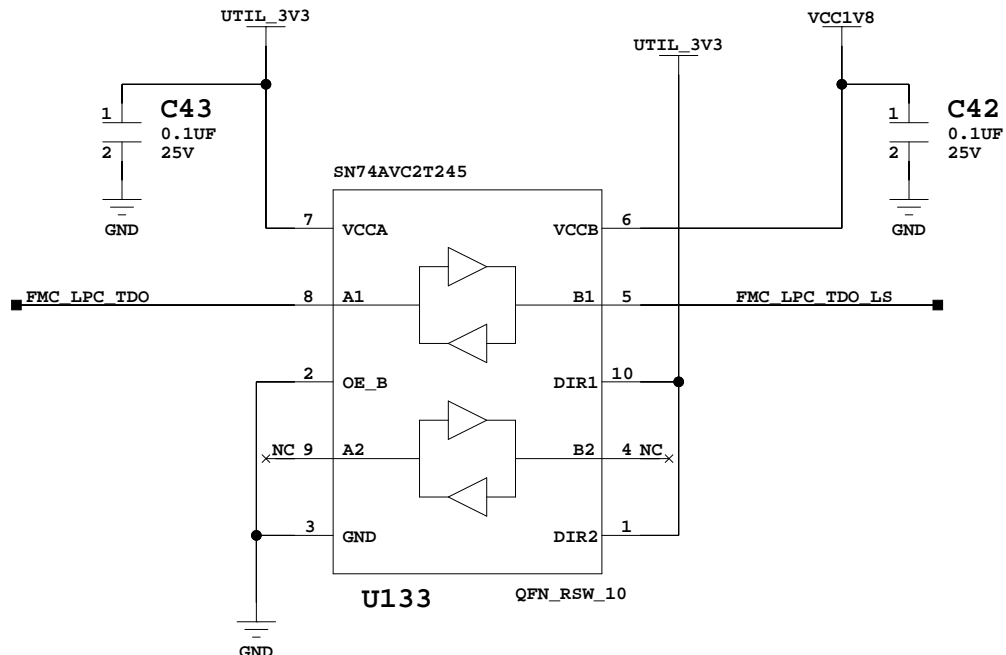 UTIL_3V3
VCC1V8
UTIL_3V3
1 C43
0.1UF
2 25V
GND
1 C42
0.1UF
2 25V
GND
SN74AVC2T245
7 VCCA VCCB 6
FMC_LPC_TDO 8 A1 B1 5 FMC_LPC_TDO_LS
2 OE_B DIR1 10
NC 9 A2 B2 4 NC
3 GND DIR2 1
U133 QFN_RSW_10
GND